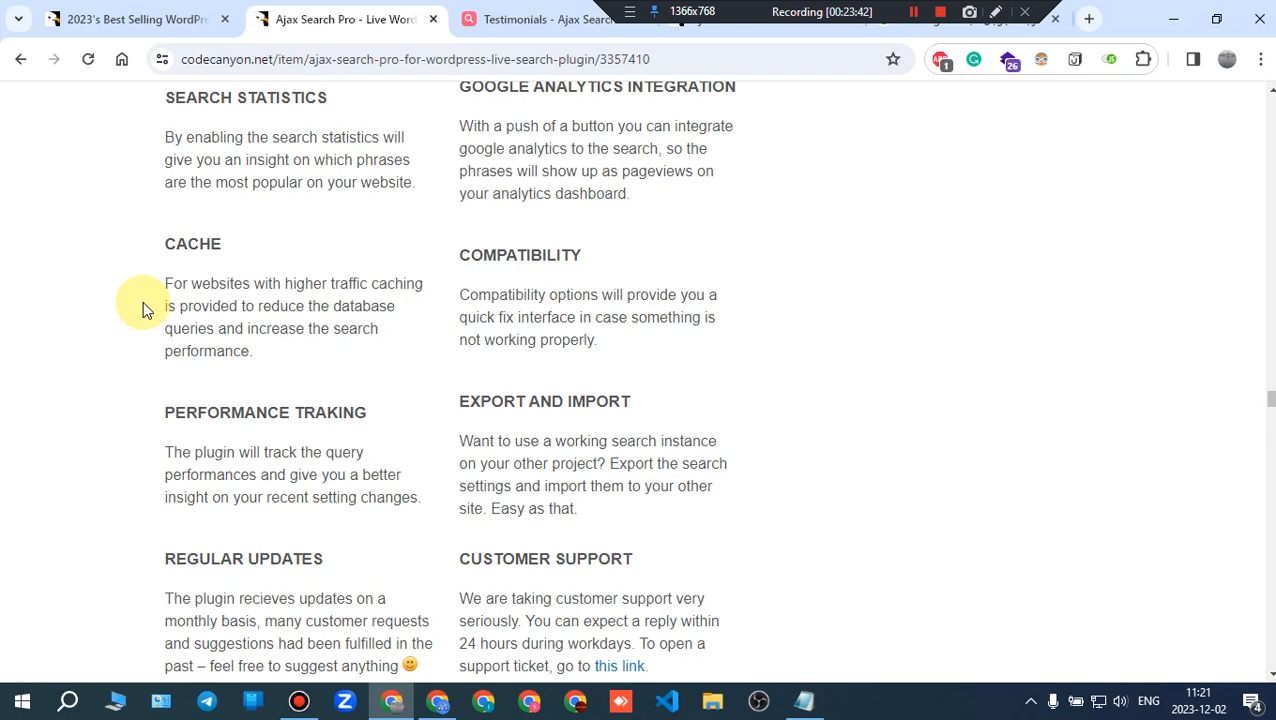 2023's Best Selling WordPre
Ajax Search Pro - Live Word
Testimonials - Ajax Searc
1366x768
Recording [00:23:42]
codecanyon.net/item/ajax-search-pro-for-wordpress-live-search-plugin/3357410
1
26
SEARCH STATISTICS
By enabling the search statistics will
give you an insight on which phrases
are the most popular on your website.
CACHE
For websites with higher traffic caching
is provided to reduce the database
queries and increase the search
performance.
PERFORMANCE TRAKING
The plugin will track the query
performances and give you a better
insight on your recent setting changes.
REGULAR UPDATES
The plugin recieves updates on a
monthly basis, many customer requests
and suggestions had been fulfilled in the
past – feel free to suggest anything
GOOGLE ANALYTICS INTEGRATION
With a push of a button you can integrate
google analytics to the search, so the
phrases will show up as pageviews on
your analytics dashboard.
COMPATIBILITY
Compatibility options will provide you a
quick fix interface in case something is
not working properly.
EXPORT AND IMPORT
Want to use a working search instance
on your other project? Export the search
settings and import them to your other
site. Easy as that.
CUSTOMER SUPPORT
We are taking customer support very
seriously. You can expect a reply within
24 hours during workdays. To open a
support ticket, go to this link.
ENG
11:21
2023-12-02
4